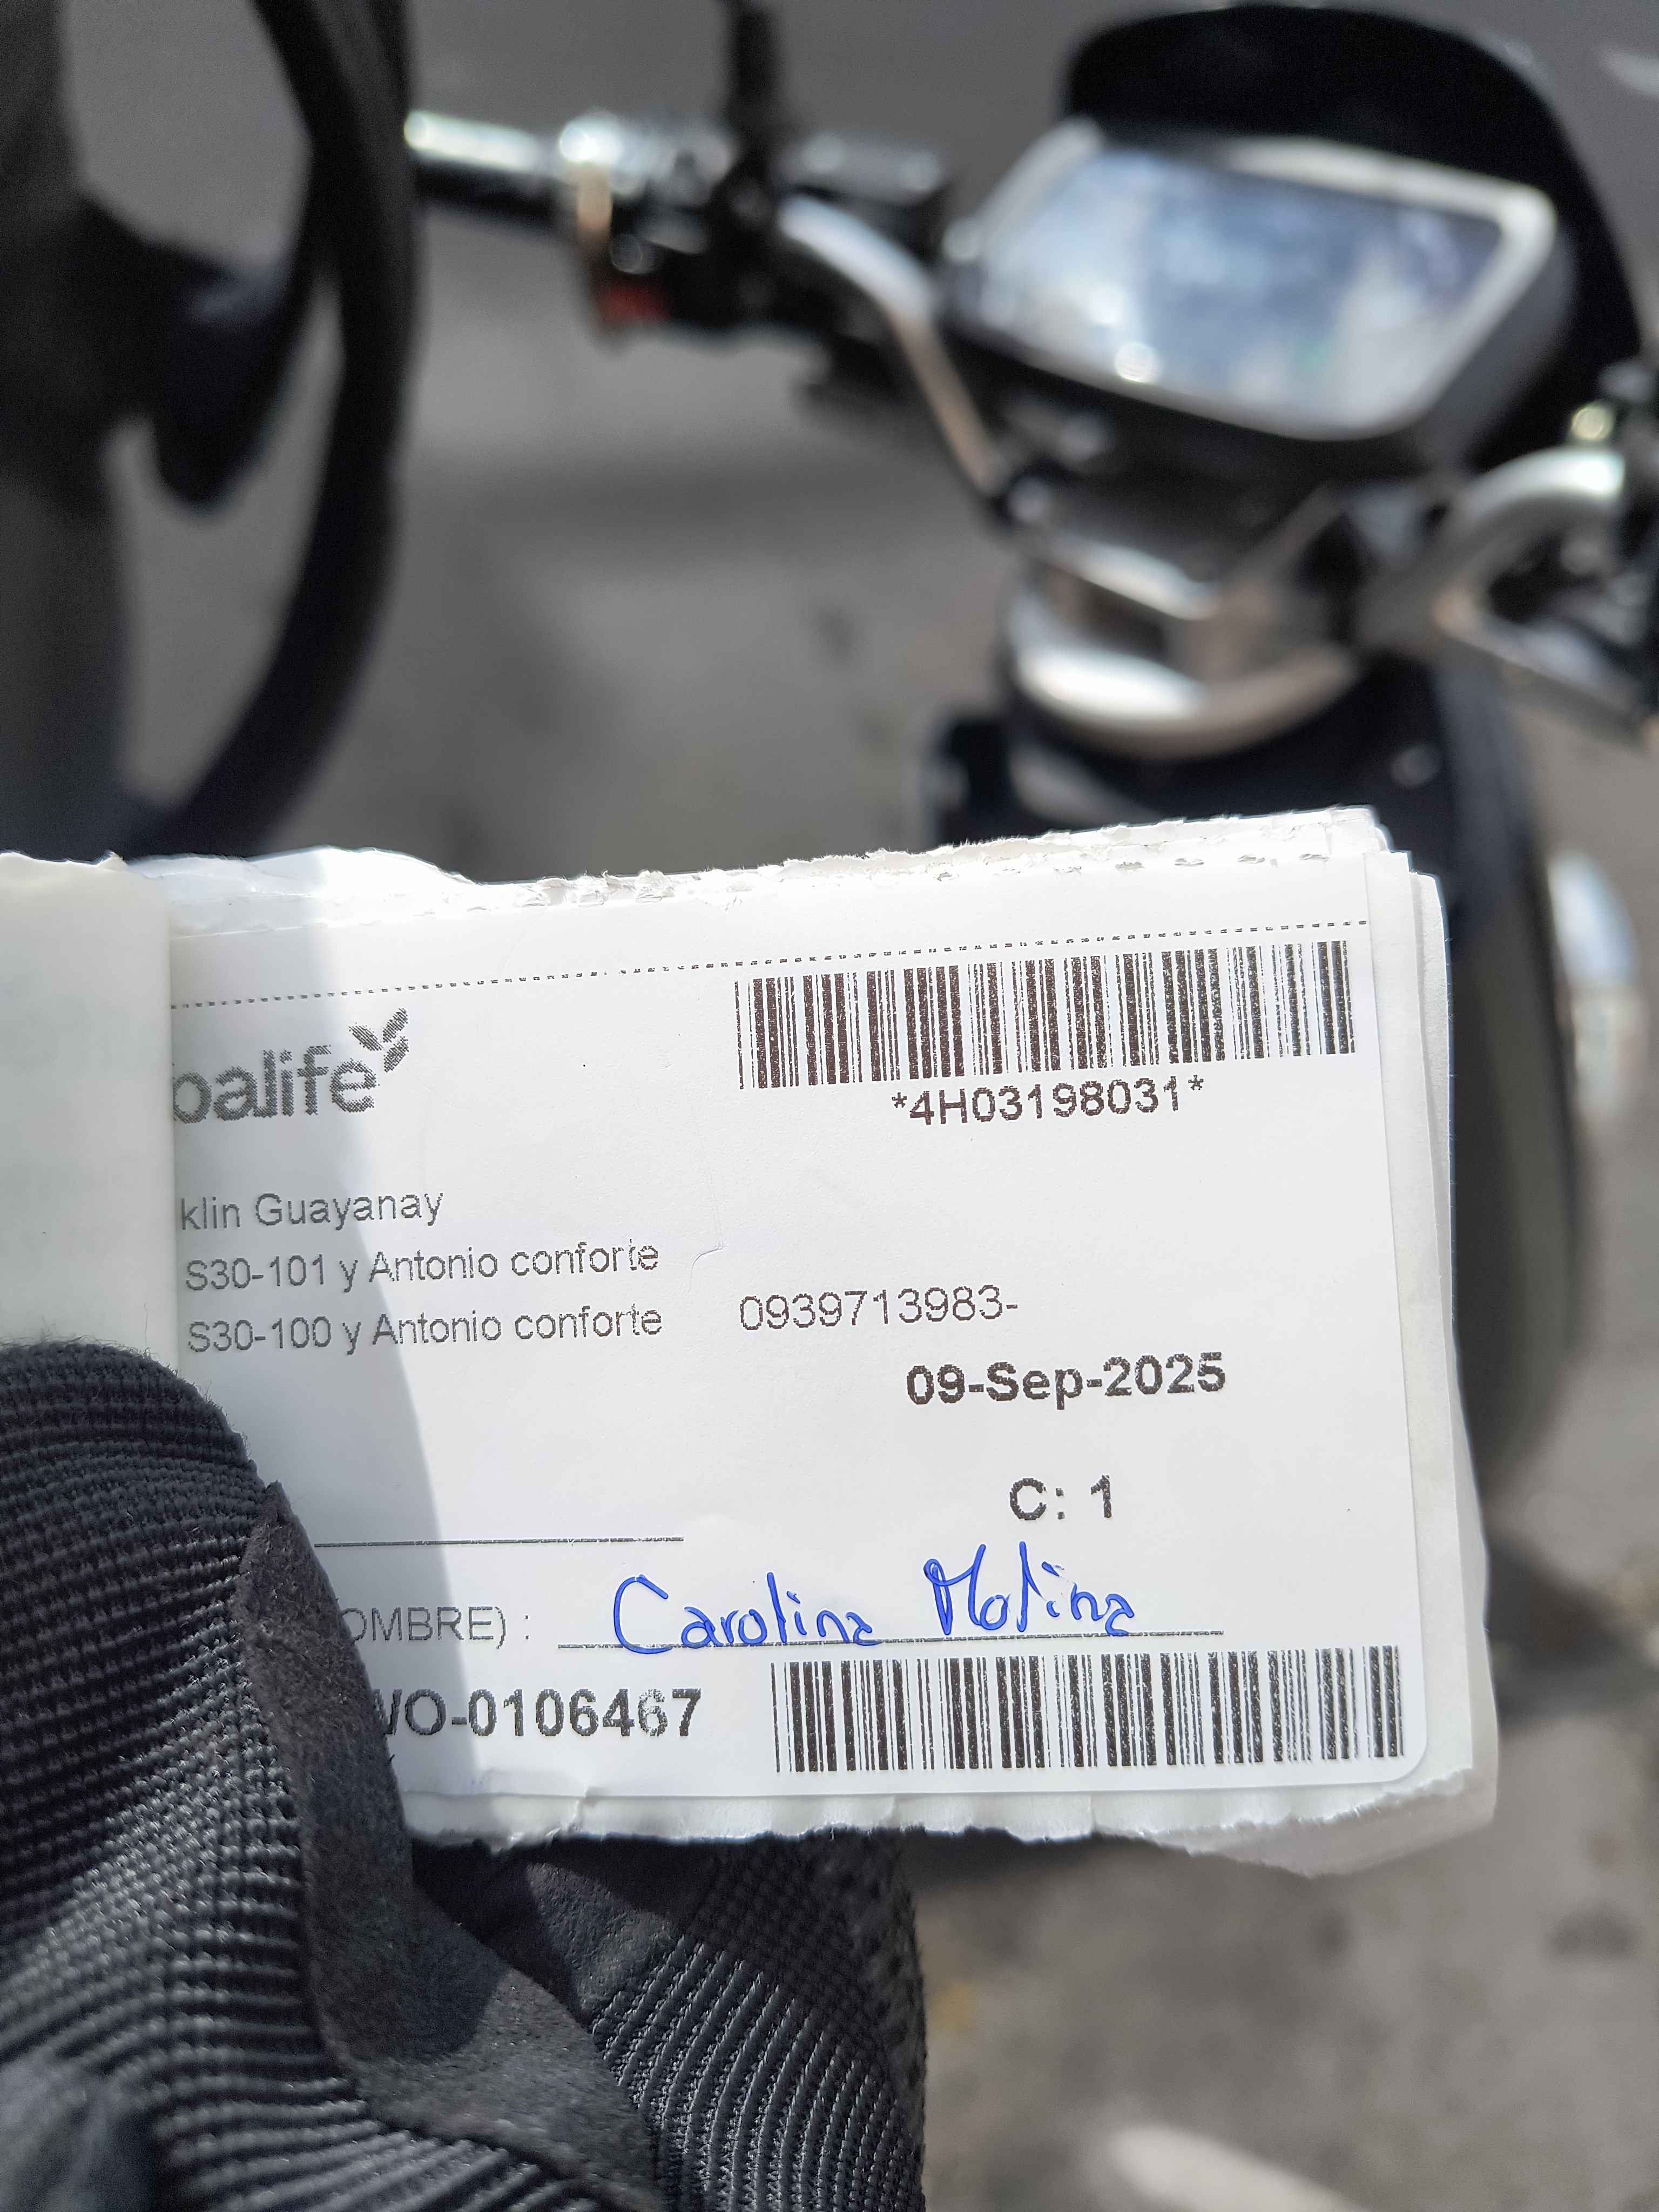 balife
*4H03198031*
klin Guayanay
S30-101 y Antonio conforte
S30-100 y Antonio conforte 0939713983-
09-Sep-2025
C: 1
OMBRE) : Carolina Molina
WO-0106467